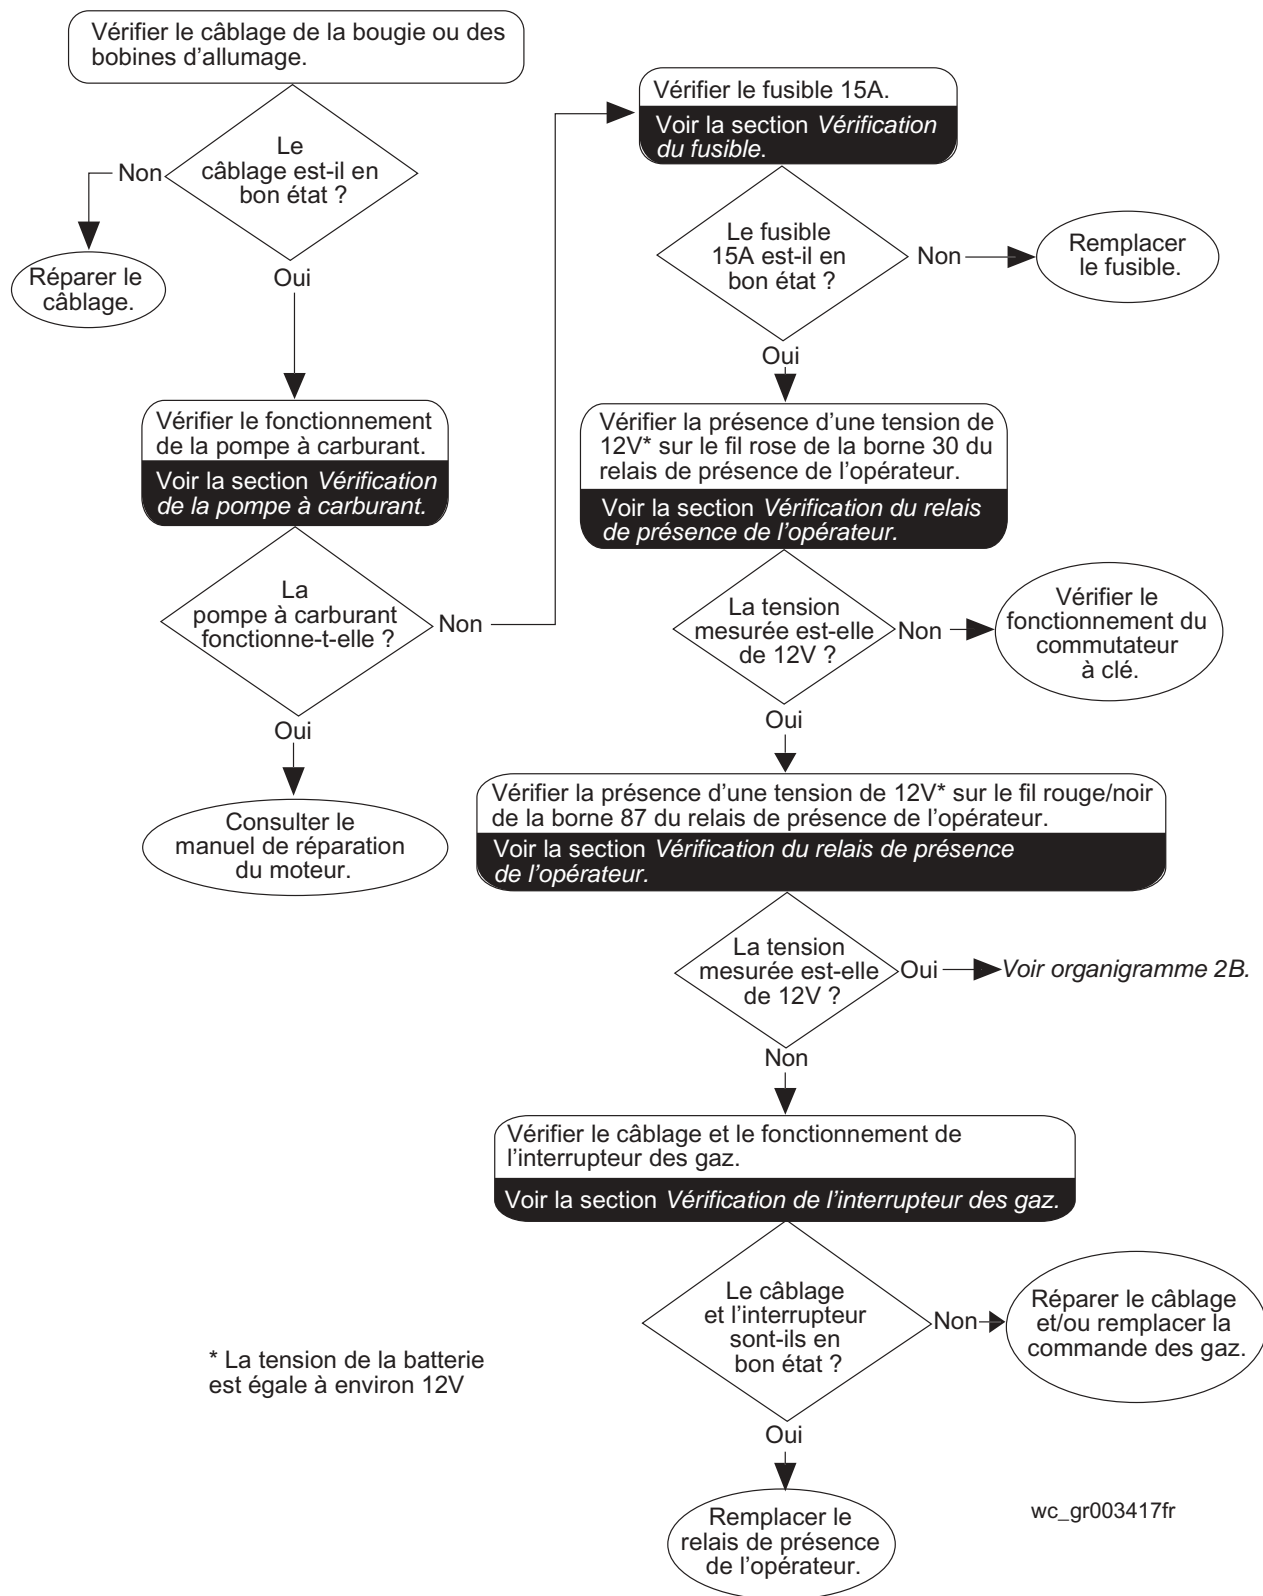 Vérifier le câblage de la bougie ou des
bobines d'allumage.
Le
câblage est-il en
bon état ?
Non
Réparer le
câblage.
Oui
Vérifier le fonctionnement
de la pompe à carburant.
Voir la section Vérification
de la pompe à carburant.
La
pompe à carburant
fonctionne-t-elle ?
Non
Oui
Consulter le
manuel de réparation
du moteur.
Vérifier le fusible 15A.
Voir la section Vérification
du fusible.
Le fusible
15A est-il en
bon état ?
Non
Remplacer
le fusible.
Oui
Vérifier la présence d'une tension de
12V* sur le fil rose de la borne 30 du
relais de présence de l'opérateur.
Voir la section Vérification du relais
de présence de l'opérateur.
La tension
mesurée est-elle
de 12V ?
Non
Vérifier le
fonctionnement du
commutateur
à clé.
Oui
Vérifier la présence d'une tension de 12V* sur le fil rouge/noir
de la borne 87 du relais de présence de l'opérateur.
Voir la section Vérification du relais de présence
de l'opérateur.
La tension
mesurée est-elle
de 12V ?
Oui
Voir organigramme 2B.
Non
Vérifier le câblage et le fonctionnement de
l'interrupteur des gaz.
Voir la section Vérification de l'interrupteur des gaz.
Le câblage
et l'interrupteur
sont-ils en
bon état ?
Non
Réparer le câblage
et/ou remplacer la
commande des gaz.
Oui
Remplacer le
relais de présence
de l'opérateur.
* La tension de la batterie
est égale à environ 12V
wc_gr003417fr